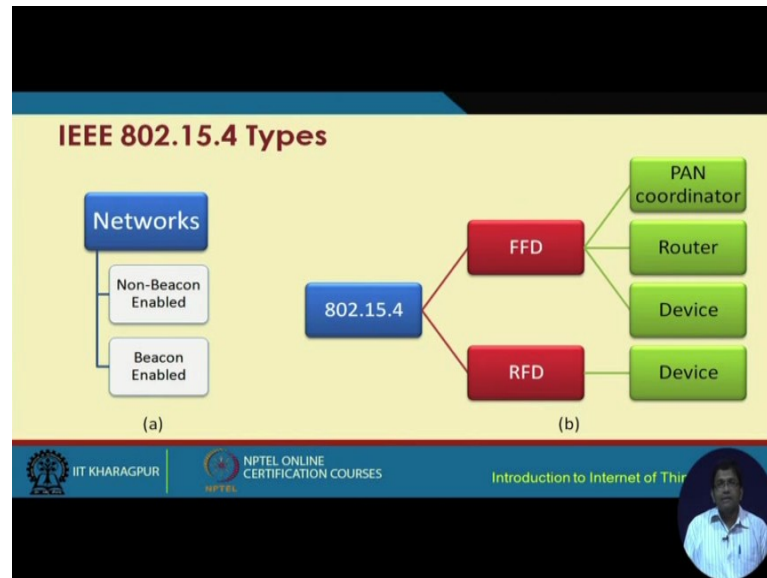 IEEE 802.15.4 Types
Networks
Non-Beacon
Enabled
Beacon
Enabled
(a)
802.15.4
FFD
RFD
PAN
coordinator
Router
Device
Device
(b)
IIT KHARAGPUR
NPTEL
NPTEL ONLINE
CERTIFICATION COURSES
Introduction to Internet of Thin